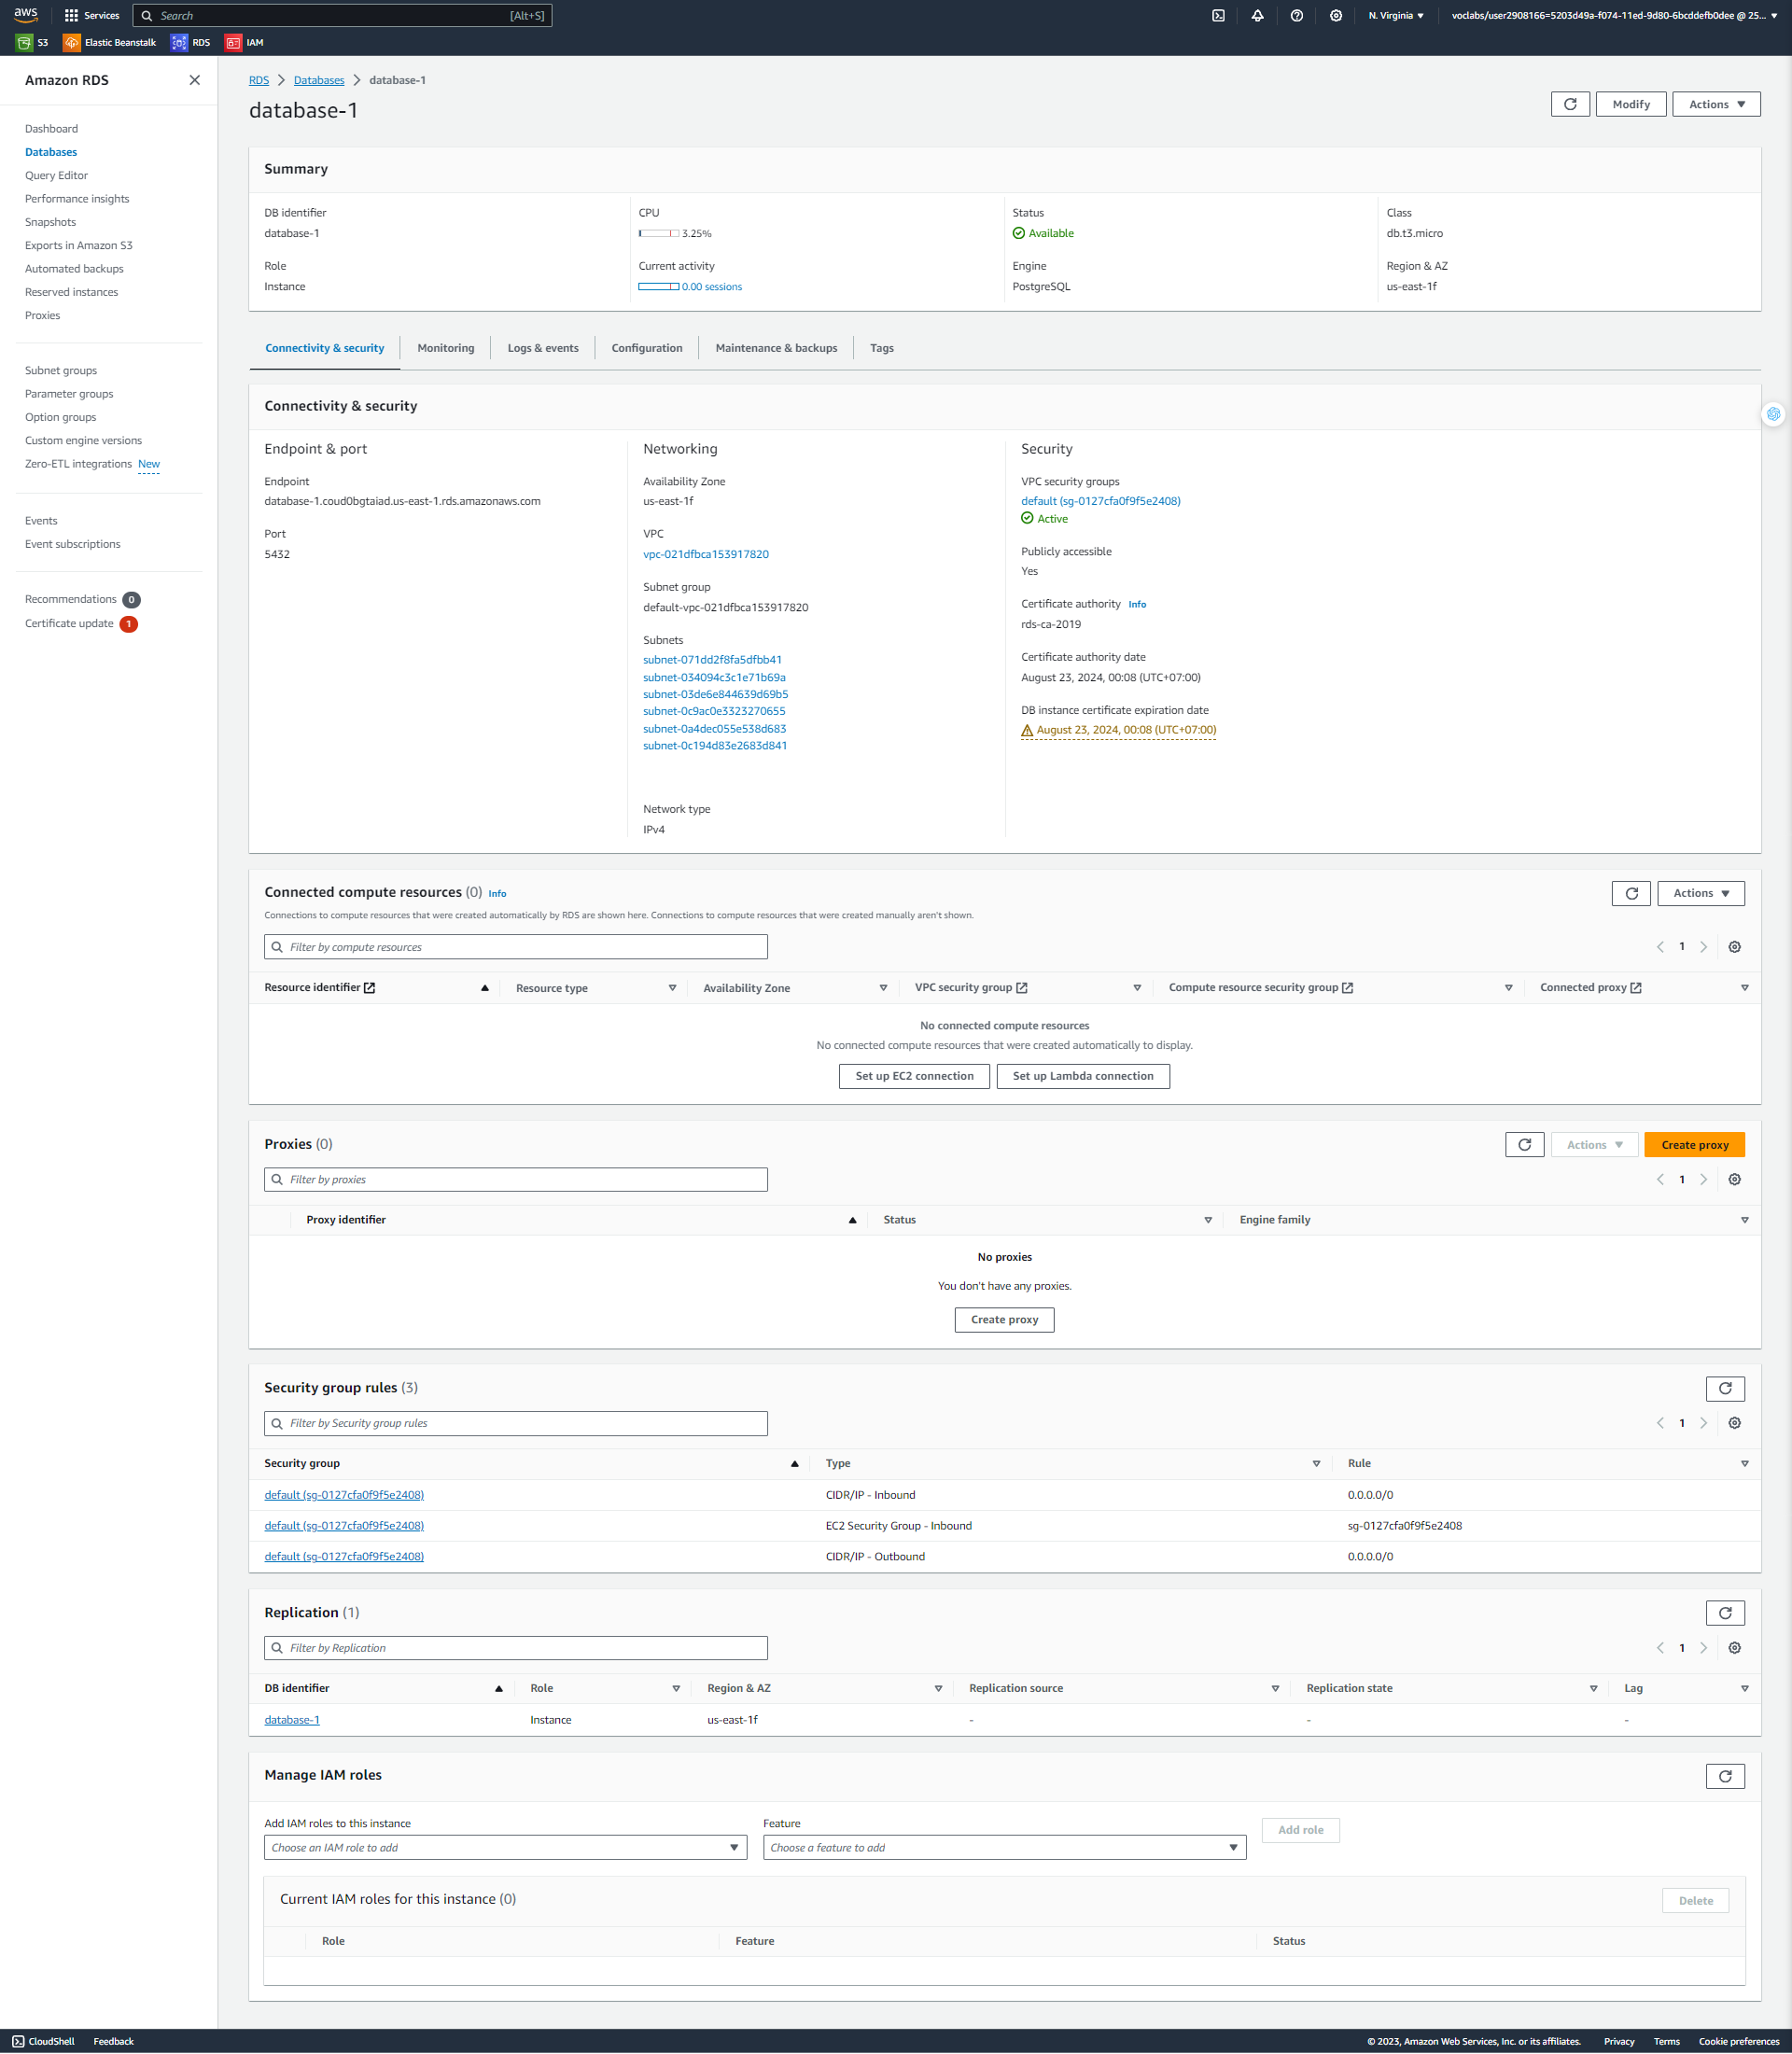 aws Services Search [Alt+S] N. Virginia voclabs/user2908166=5203d49a-f074-11ed-9d80-6bcddefb0dee @ 25...
S3 Elastic Beanstalk RDS IAM
Amazon RDS
Dashboard
Databases
Query Editor
Performance insights
Snapshots
Exports in Amazon S3
Automated backups
Reserved instances
Proxies
Subnet groups
Parameter groups
Option groups
Custom engine versions
Zero-ETL integrations New
Events
Event subscriptions
Recommendations 0
Certificate update 1
RDS Databases database-1
database-1
Modify Actions
Summary
DB identifier CPU Status Class
database-1 3.25% Available db.t3.micro
Role Current activity Engine Region & AZ
Instance 0.00 sessions PostgreSQL us-east-1f
Connectivity & security Monitoring Logs & events Configuration Maintenance & backups Tags
Connectivity & security
Endpoint & port
Endpoint
database-1.coud0bgtaiad.us-east-1.rds.amazonaws.com
Port
5432
Networking
Availability Zone
us-east-1f
VPC
vpc-021dfbca153917820
Subnet group
default-vpc-021dfbca153917820
Subnets
subnet-071dd2f8fa5dfbb41
subnet-034094c3c1e71b69a
subnet-03de6e844639d69b5
subnet-0c9ac0e3323270655
subnet-0a4dec055e538d683
subnet-0c194d83e2683d841
Network type
IPv4
Security
VPC security groups
default (sg-0127cfa0f9f5e2408)
Active
Publicly accessible
Yes
Certificate authority Info
rds-ca-2019
Certificate authority date
August 23, 2024, 00:08 (UTC+07:00)
DB instance certificate expiration date
August 23, 2024, 00:08 (UTC+07:00)
Connected compute resources (0) Info
Actions
Connections to compute resources that were created automatically by RDS are shown here. Connections to compute resources that were created manually aren't shown.
Filter by compute resources
1
Resource identifier Resource type Availability Zone VPC security group Compute resource security group Connected proxy
No connected compute resources
No connected compute resources that were created automatically to display.
Set up EC2 connection Set up Lambda connection
Proxies (0)
Actions Create proxy
Filter by proxies
1
Proxy identifier Status Engine family
No proxies
You don't have any proxies.
Create proxy
Security group rules (3)
Filter by Security group rules
1
Security group Type Rule
default (sg-0127cfa0f9f5e2408) CIDR/IP - Inbound 0.0.0.0/0
default (sg-0127cfa0f9f5e2408) EC2 Security Group - Inbound sg-0127cfa0f9f5e2408
default (sg-0127cfa0f9f5e2408) CIDR/IP - Outbound 0.0.0.0/0
Replication (1)
Filter by Replication
1
DB identifier Role Region & AZ Replication source Replication state Lag
database-1 Instance us-east-1f - - -
Manage IAM roles
Add IAM roles to this instance Feature
Choose an IAM role to add Choose a feature to add Add role
Current IAM roles for this instance (0)
Delete
Role Feature Status
CloudShell Feedback © 2023, Amazon Web Services, Inc. or its affiliates. Privacy Terms Cookie preferences